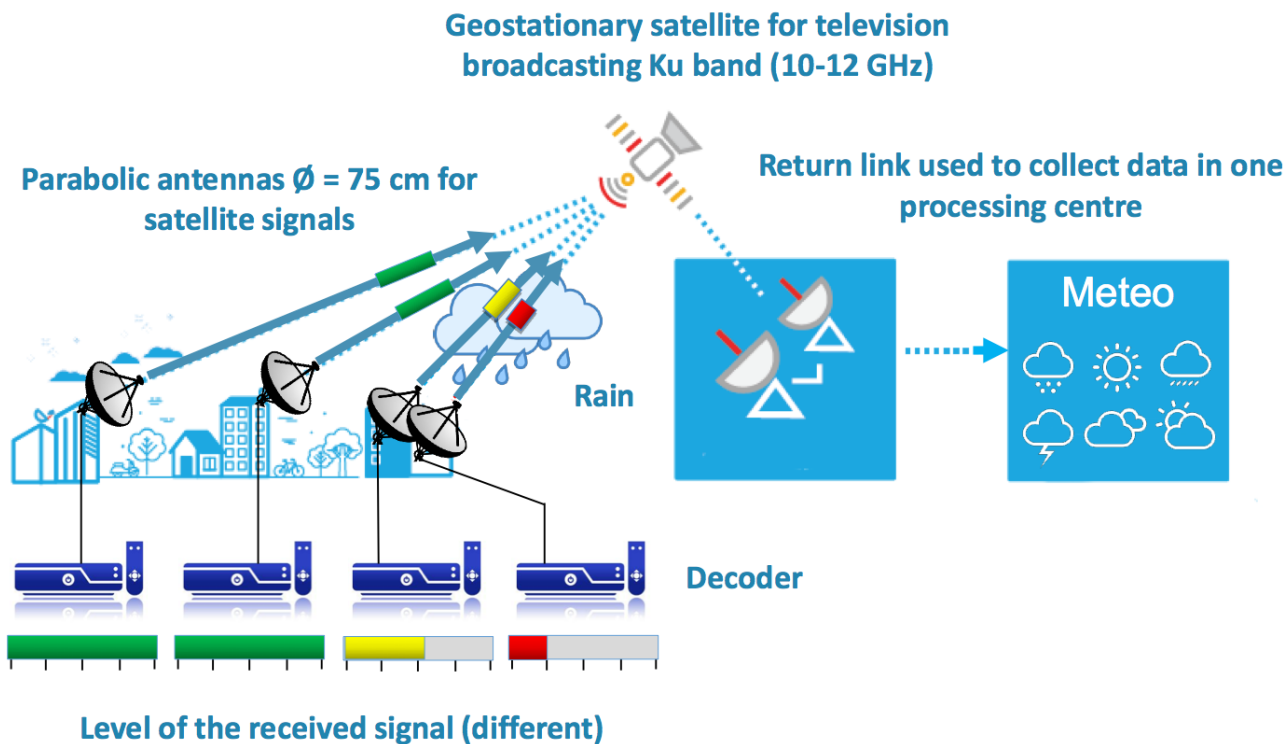 Geostationary satellite for television
broadcasting Ku band (10-12 GHz)
Parabolic antennas Ø = 75 cm for
satellite signals
Return link used to collect data in one
processing centre
Meteo
Rain
Decoder
Level of the received signal (different)